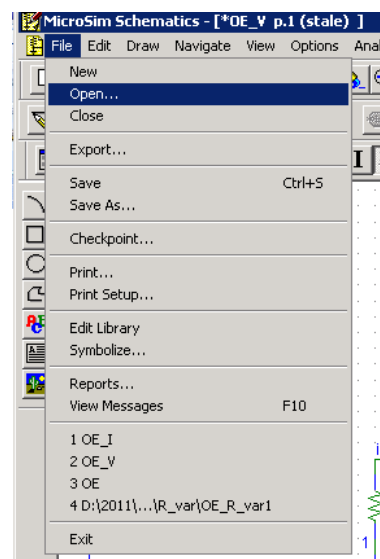 MicroSim Schematics - [*OE_V p.1 (stale) ]
File Edit Draw Navigate View Options Ana
New
Open...
Close
Export...
Save Ctrl+S
Save As...
Checkpoint...
Print...
Print Setup...
Edit Library
Symbolize...
Reports...
View Messages F10
1 OE_I
2 OE_V
3 OE
4 D:\2011\...\R_var\OE_R_var1
Exit
I
1